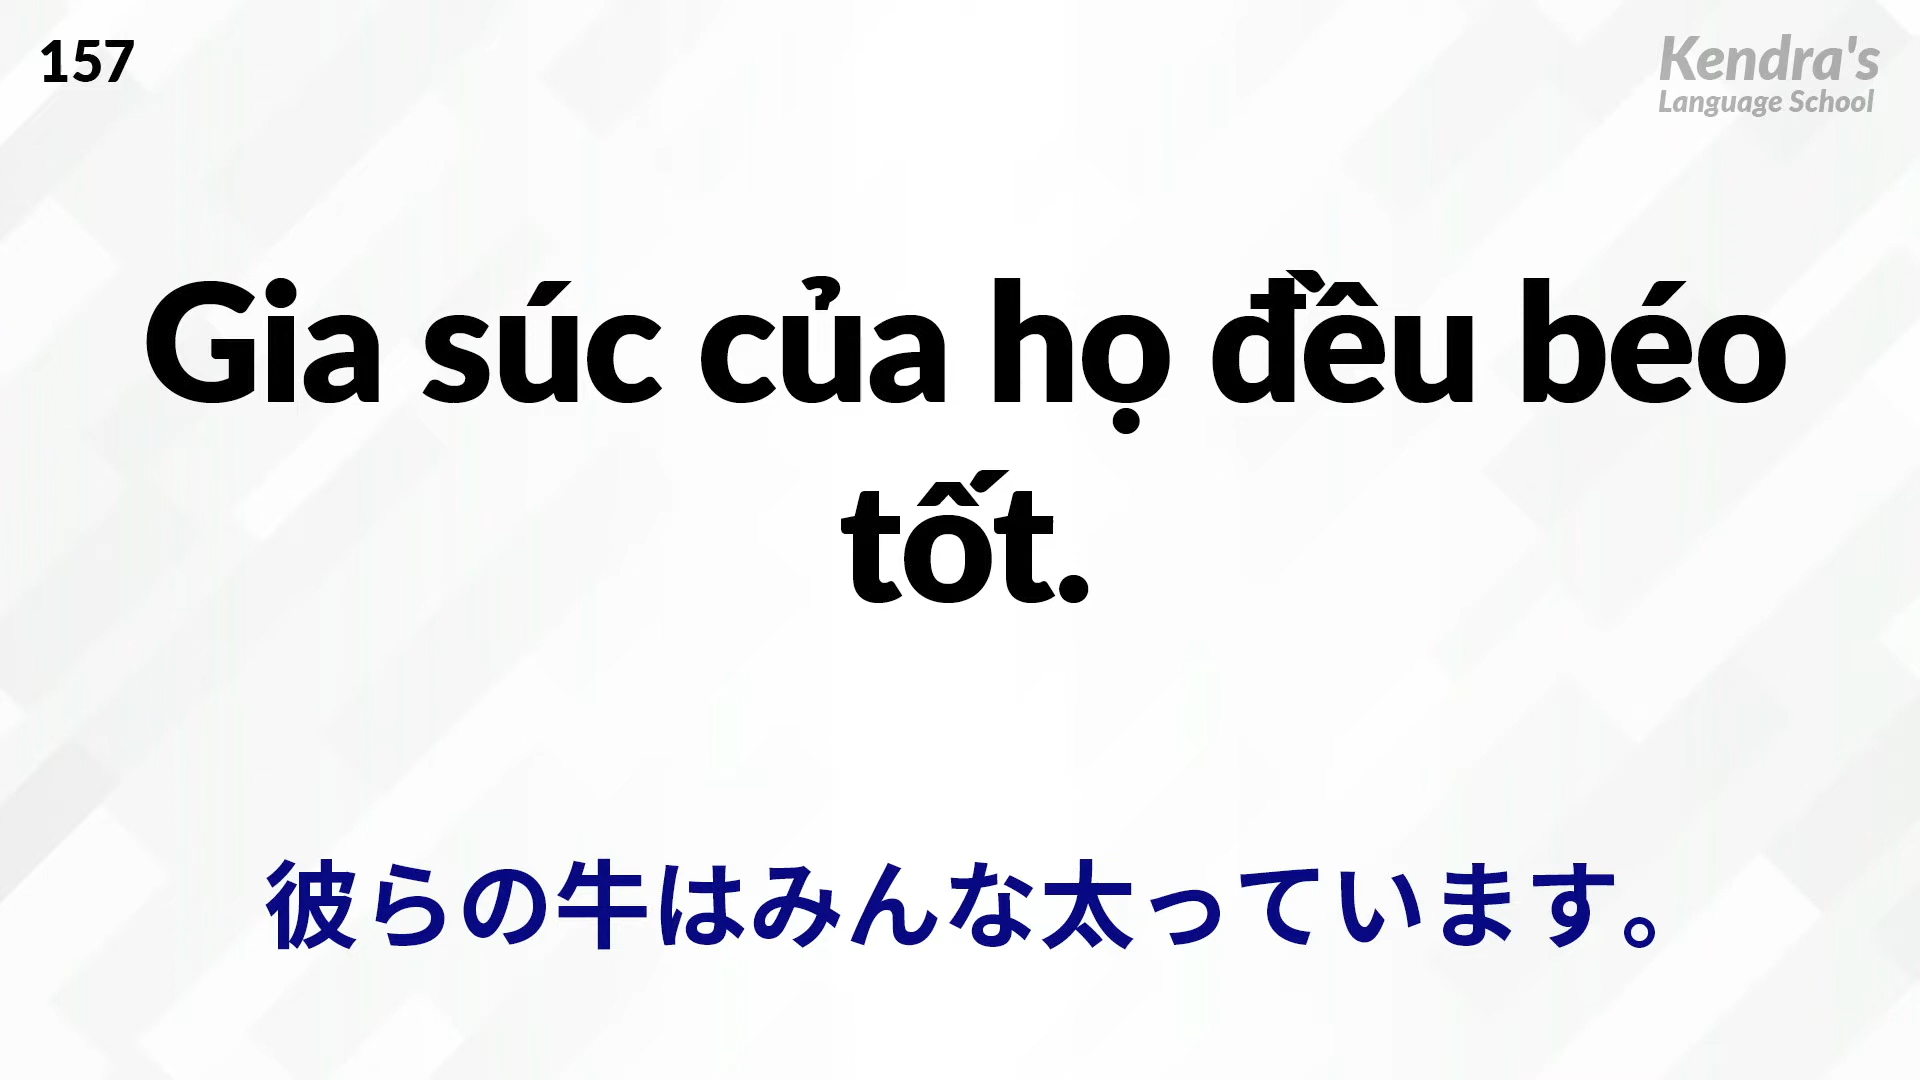 157
Kendra's
Language School
Gia súc của họ đều béo
tốt.
彼らの牛はみんな太っています。